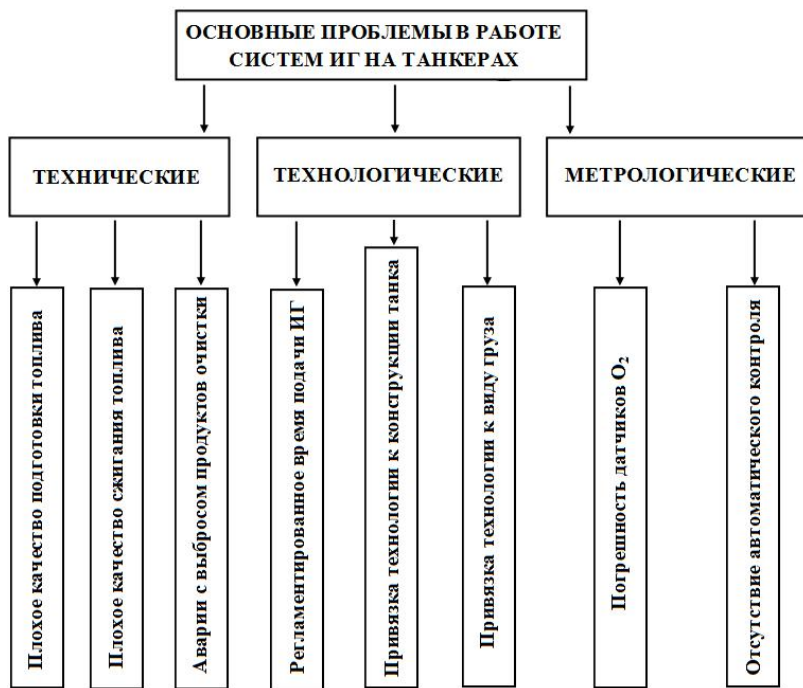 ОСНОВНЫЕ ПРОБЛЕМЫ В РАБОТЕ
СИСТЕМ ИГ НА ТАНКЕРАХ
ТЕХНИЧЕСКИЕ
ТЕХНОЛОГИЧЕСКИЕ
МЕТРОЛОГИЧЕСКИЕ
Плохое качество подготовки топлива
Плохое качество сжигания топлива
Аварии с выбросом продуктов очистки
Регламентированное время подачи ИГ
Привязка технологии к конструкции танка
Привязка технологии к виду груза
Погрешность датчиков О₂
Отсутствие автоматического контроля